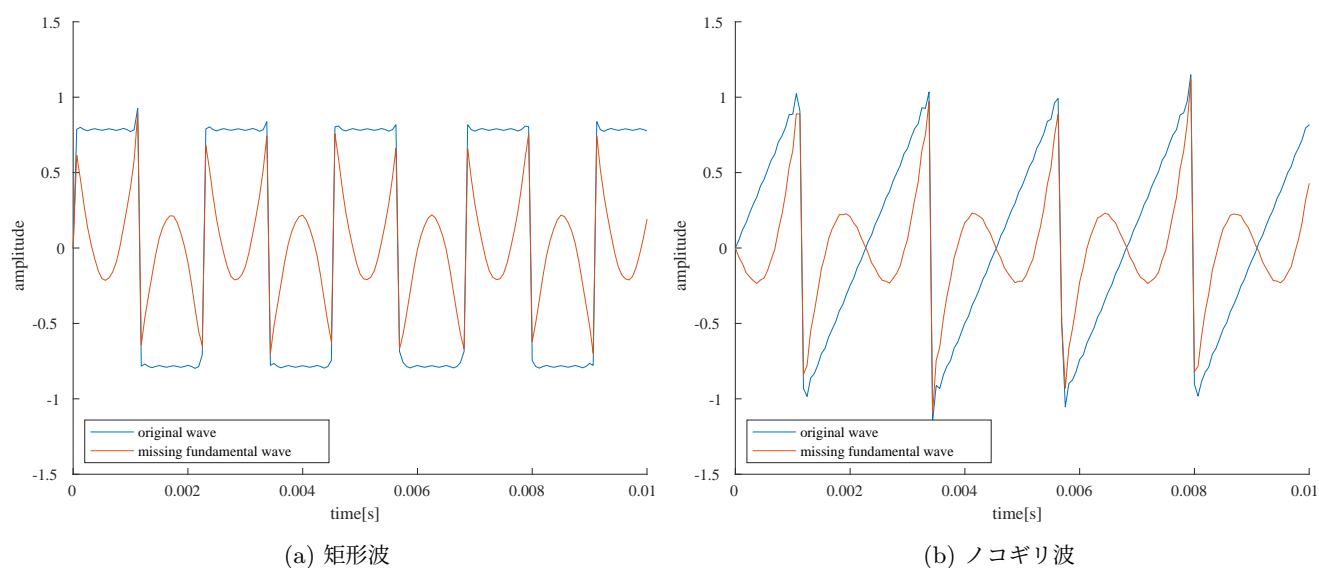 1.5
1
0.5
0
-0.5
-1
-1.5
amplitude
original wave
missing fundamental wave
0 0.002 0.004 0.006 0.008 0.01
time[s]
(a) 矩形波
1.5
1
0.5
0
-0.5
-1
-1.5
amplitude
original wave
missing fundamental wave
0 0.002 0.004 0.006 0.008 0.01
time[s]
(b) ノコギリ波